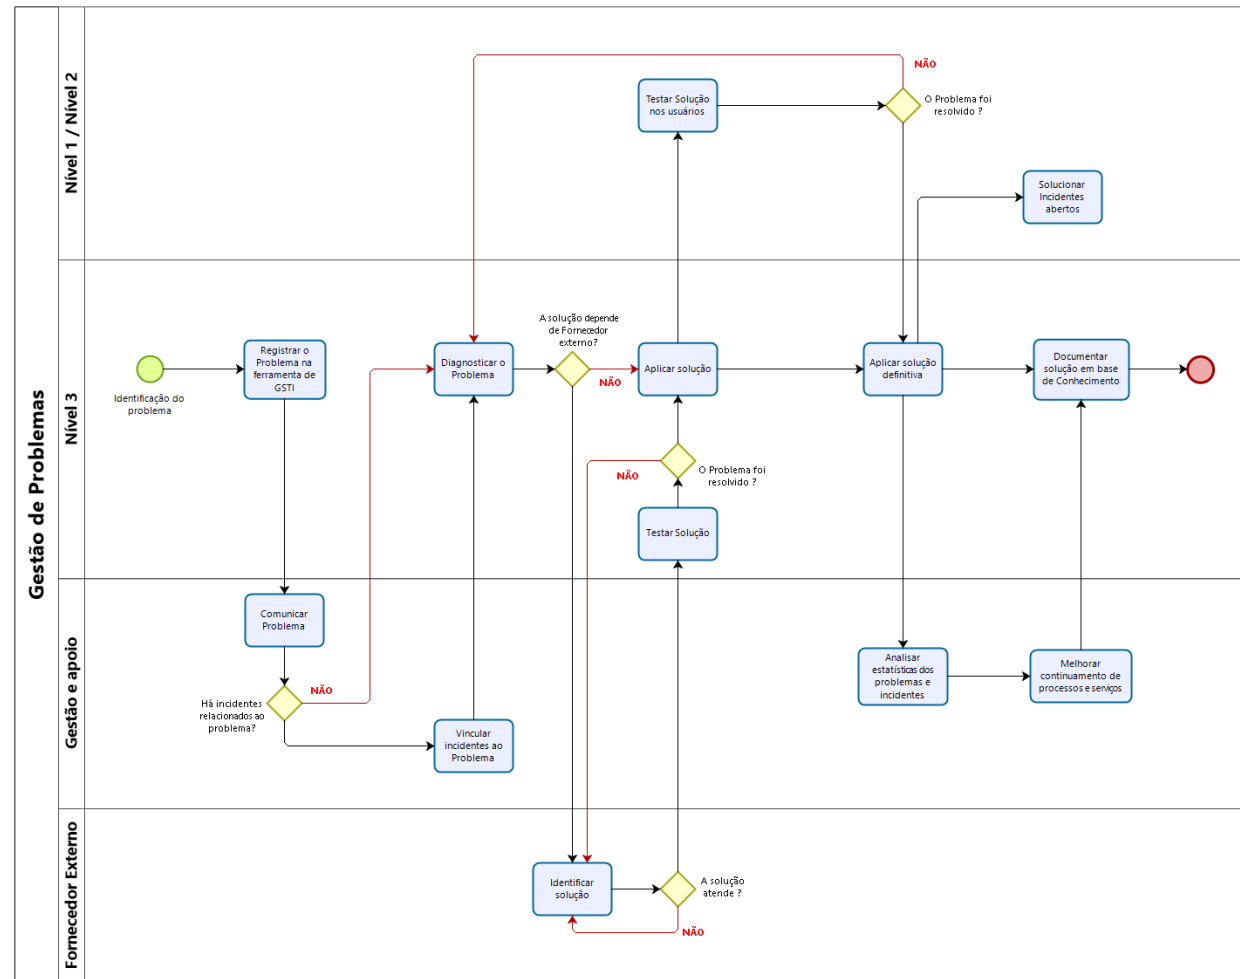 Gestão de Problemas
Nível 1 / Nível 2
NÃO
Testar Solução
nos usuários
O Problema foi
resolvido ?
Solucionar
Incidentes
abertos
Nível 3
Identificação do
problema
Registrar o
Problema na
ferramenta de
GSTI
Diagnosticar o
Problema
A solução depende
de Fornecedor
externo?
NÃO
Aplicar solução
Aplicar solução
definitiva
Documentar
solução em base
de Conhecimento
NÃO
O Problema foi
resolvido ?
Testar Solução
Gestão e apoio
Comunicar
Problema
NÃO
Há incidentes
relacionados ao
problema?
Vincular
incidentes ao
Problema
Analisar
estatísticas dos
problemas e
incidentes
Melhorar
continuamento de
processos e serviços
Fornecedor Externo
Identificar
solução
A solução
atende ?
NÃO